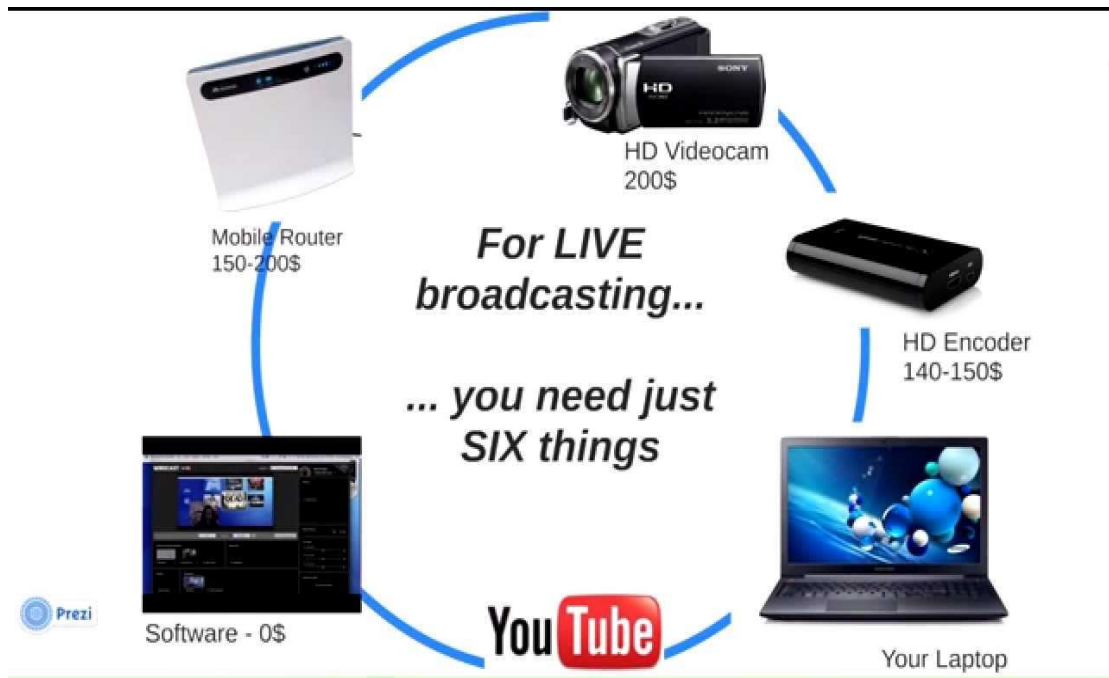 SONY
HD
HD Videocam
200$
Mobile Router
150-200$
For LIVE
broadcasting...
HD Encoder
140-150$
... you need just
SIX things
Prezi
Software - 0$
YouTube
Your Laptop